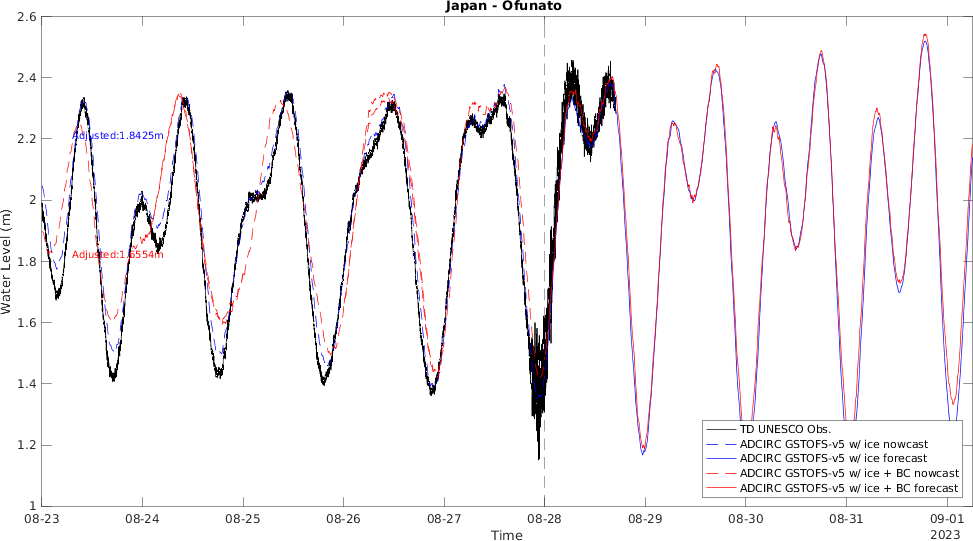 Japan - Ofunato
Water Level (m)
2.6
2.4
2.2
2
1.8
1.6
1.4
1.2
1
Adjusted:1.8425m
Adjusted:1.6554m
TD UNESCO Obs.
ADCIRC GSTOFS-v5 w/ ice nowcast
ADCIRC GSTOFS-v5 w/ ice forecast
ADCIRC GSTOFS-v5 w/ ice + BC nowcast
ADCIRC GSTOFS-v5 w/ ice + BC forecast
08-23
08-24
08-25
08-26
08-27
08-28
08-29
08-30
08-31
09-01
2023
Time